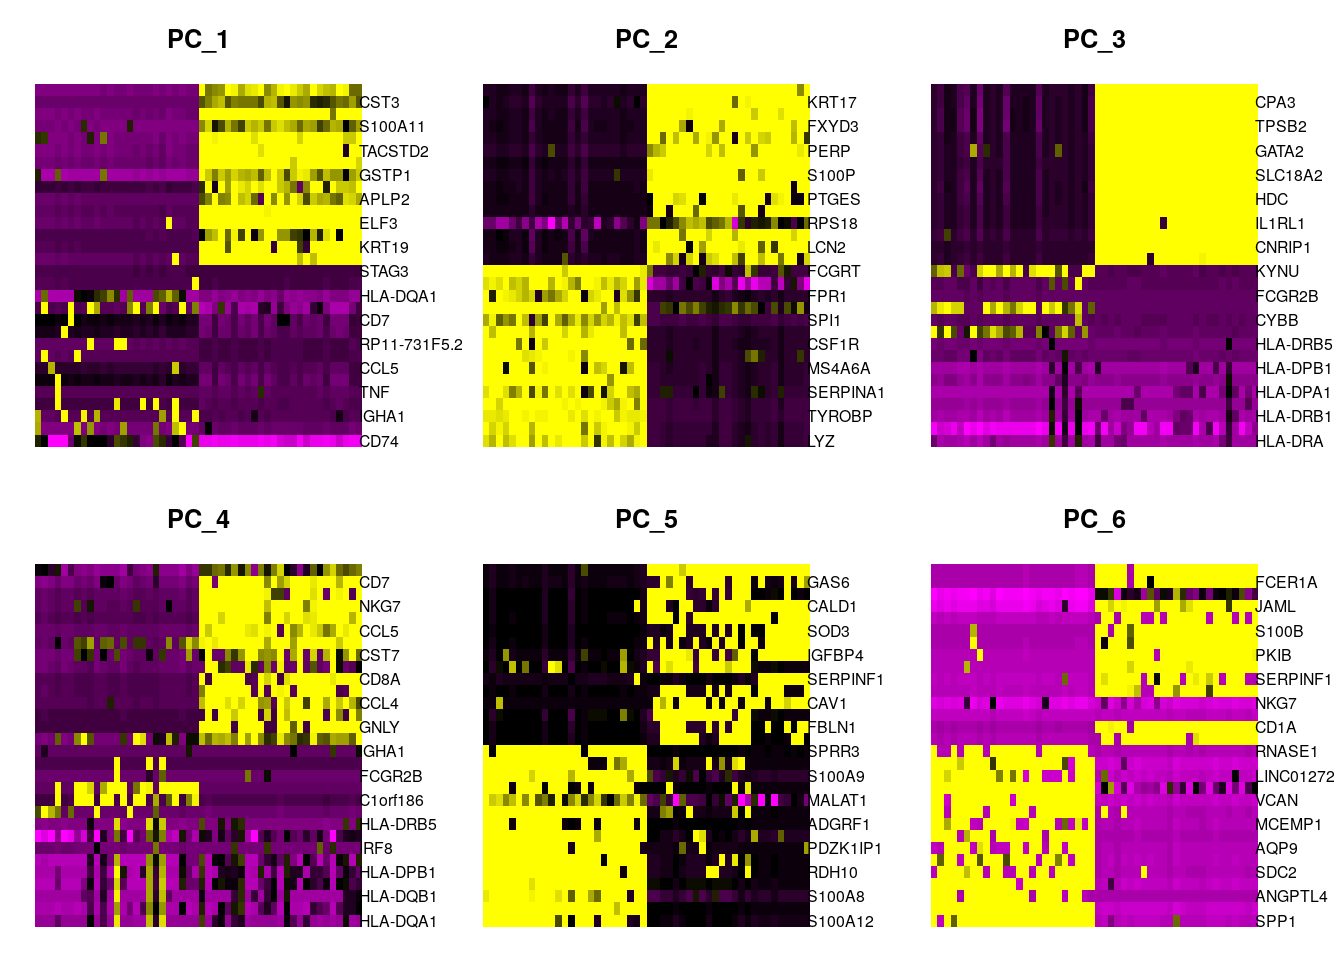 PC_1
CST3
S100A11
TACSTD2
GSTP1
APLP2
ELF3
KRT19
STAG3
HLA-DQA1
CD7
RP11-731F5.2
CCL5
TNF
IGHA1
CD74
PC_2
KRT17
FXYD3
PERP
S100P
PTGES
RPS18
LCN2
FCGRT
FPR1
SPI1
CSF1R
MS4A6A
SERPINA1
TYROBP
LYZ
PC_3
CPA3
TPSB2
GATA2
SLC18A2
HDC
IL1RL1
CNRIP1
KYNU
FCGR2B
CYBB
HLA-DRB5
HLA-DPB1
HLA-DPA1
HLA-DRB1
HLA-DRA
PC_4
CD7
NKG7
CCL5
CST7
CD8A
CCL4
GNLY
IGHA1
FCGR2B
C1orf186
HLA-DRB5
IRF8
HLA-DPB1
HLA-DQB1
HLA-DQA1
PC_5
GAS6
CALD1
SOD3
IGFBP4
SERPINF1
CAV1
FBLN1
SPRR3
S100A9
MALAT1
ADGRF1
PDZK1IP1
RDH10
S100A8
S100A12
PC_6
FCER1A
JAML
S100B
PKIB
SERPINF1
NKG7
CD1A
RNASE1
LINC01272
VCAN
MCEMP1
AQP9
SDC2
ANGPTL4
SPP1